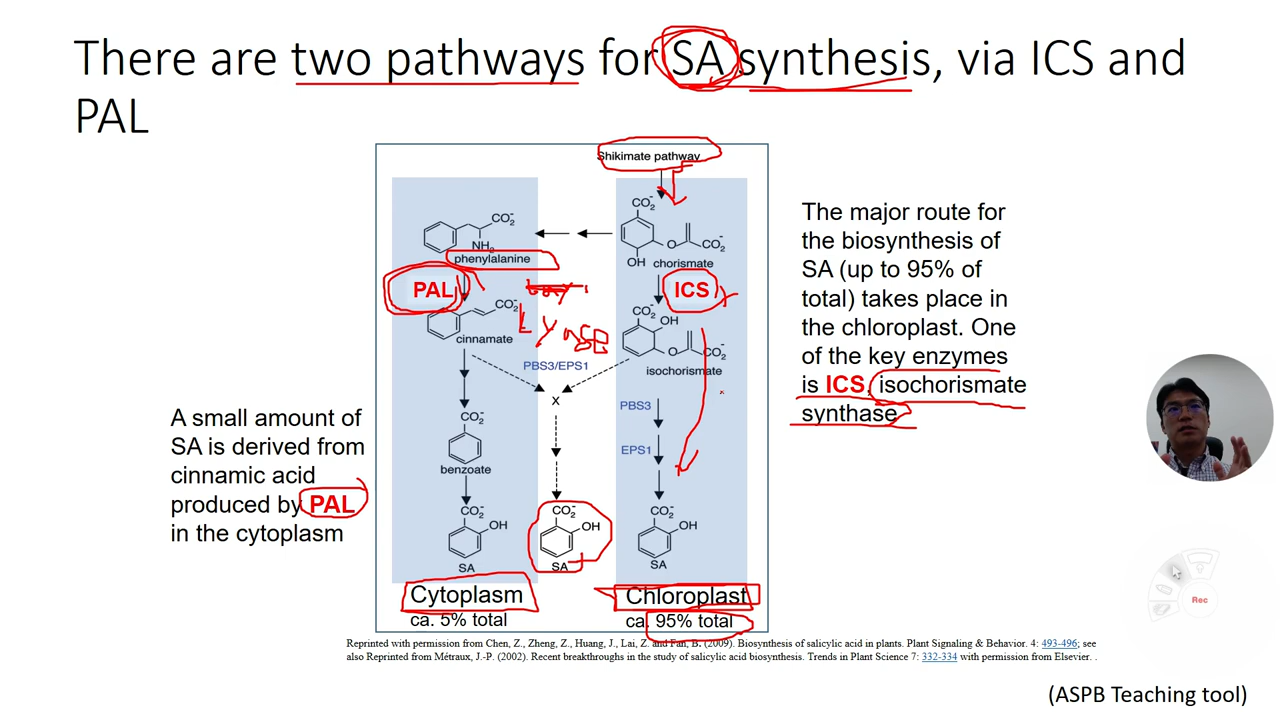 There are two pathways for SA synthesis, via ICS and
PAL
Shikimate pathway
CO2-
CO2-
NH2
phenylalanine
O
CO2-
OH
chorismate
PAL
ICS
CO2-
cinnamate
CO2-
OH
O
CO2-
isochorismate
Lyase
PBS3/EPS1
X
PBS3
EPS1
CO2-
benzoate
CO2-
OH
SA
CO2-
OH
SA
CO2-
OH
SA
Cytoplasm
ca. 5% total
Chloroplast
ca. 95% total
A small amount of
SA is derived from
cinnamic acid
produced by PAL
in the cytoplasm
The major route for
the biosynthesis of
SA (up to 95% of
total) takes place in
the chloroplast. One
of the key enzymes
is ICS, isochorismate
synthase
Rec
Reprinted with permission from Chen, Z., Zheng, Z., Huang, J., Lai, Z. and Fan, B. (2009). Biosynthesis of salicylic acid in plants. Plant Signaling & Behavior. 4: 493-496; see
also Reprinted from Métraux, J.-P. (2002). Recent breakthroughs in the study of salicylic acid biosynthesis. Trends in Plant Science 7: 332-334 with permission from Elsevier. .
(ASPB Teaching tool)